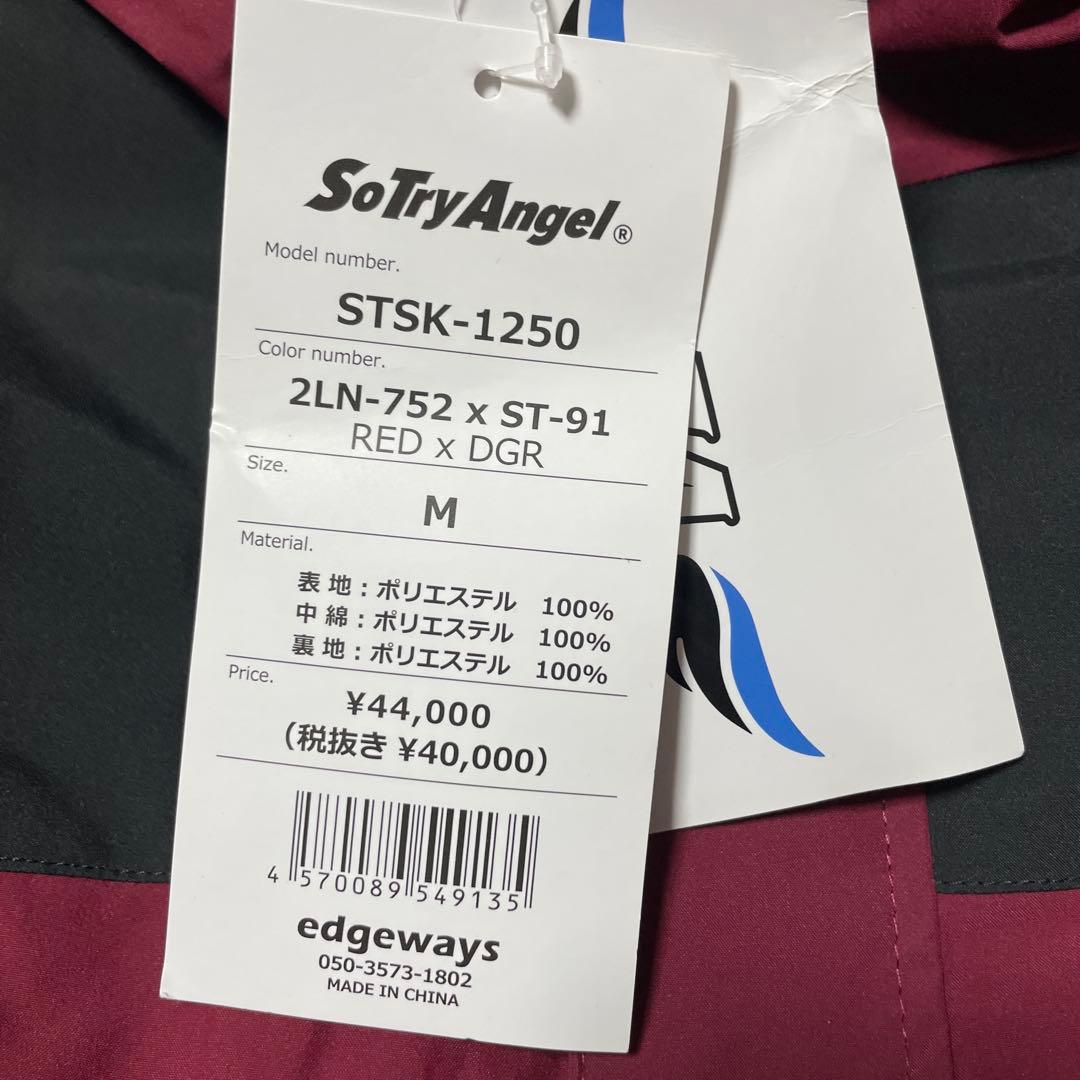 SoTryAngel®
Model number.
STSK-1250
Color number.
2LN-752 x ST-91
RED x DGR
Size.
M
Material.
表地：ポリエステル 100%
中綿：ポリエステル 100%
裏地：ポリエステル 100%
Price.
¥44,000
（税抜き ¥40,000）
4 570089 549135
edgeways
050-3573-1802
MADE IN CHINA